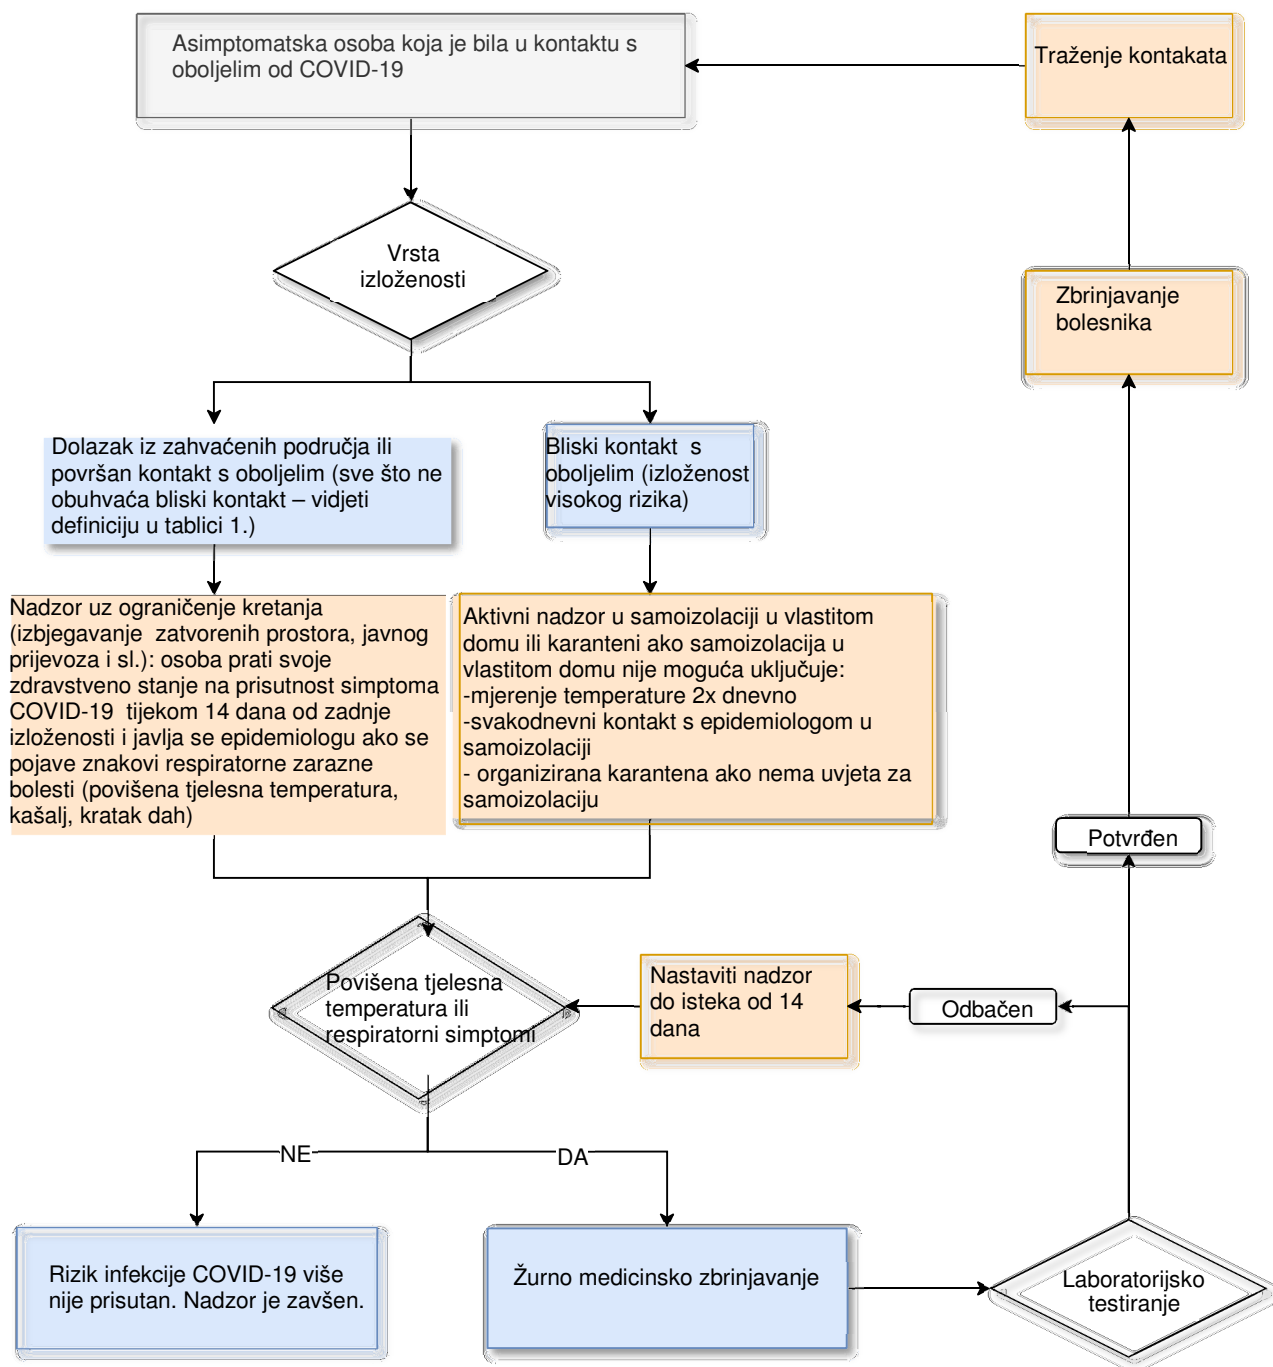 Asimptomatska osoba koja je bila u kontaktu s
oboljelim od COVID-19
Traženje kontakata
Vrsta
izloženosti
Zbrinjavanje
bolesnika
Dolazak iz zahvaćenih područja ili
površan kontakt s oboljelim (sve što ne
obuhvaća bliski kontakt – vidjeti
definiciju u tablici 1.)
Bliski kontakt s
oboljelim (izloženost
visokog rizika)
Nadzor uz ograničenje kretanja
(izbjegavanje zatvorenih prostora, javnog
prijevoza i sl.): osoba prati svoje
zdravstveno stanje na prisutnost simptoma
COVID-19 tijekom 14 dana od zadnje
izloženosti i javlja se epidemiologu ako se
pojave znakovi respiratorne zarazne
bolesti (povišena tjelesna temperatura,
kašalj, kratak dah)
Aktivni nadzor u samoizolaciji u vlastitom
domu ili karanteni ako samoizolacija u
vlastitom domu nije moguća uključuje:
-mjerenje temperature 2x dnevno
-svakodnevni kontakt s epidemiologom u
samoizolaciji
- organizirana karantena ako nema uvjeta za
samoizolaciju
Potvrđen
Povišena tjelesna
temperatura ili
respiratorni simptomi
Nastaviti nadzor
do isteka od 14
dana
Odbačen
NE
DA
Rizik infekcije COVID-19 više
nije prisutan. Nadzor je zavšen.
Žurno medicinsko zbrinjavanje
Laboratorijsko
testiranje